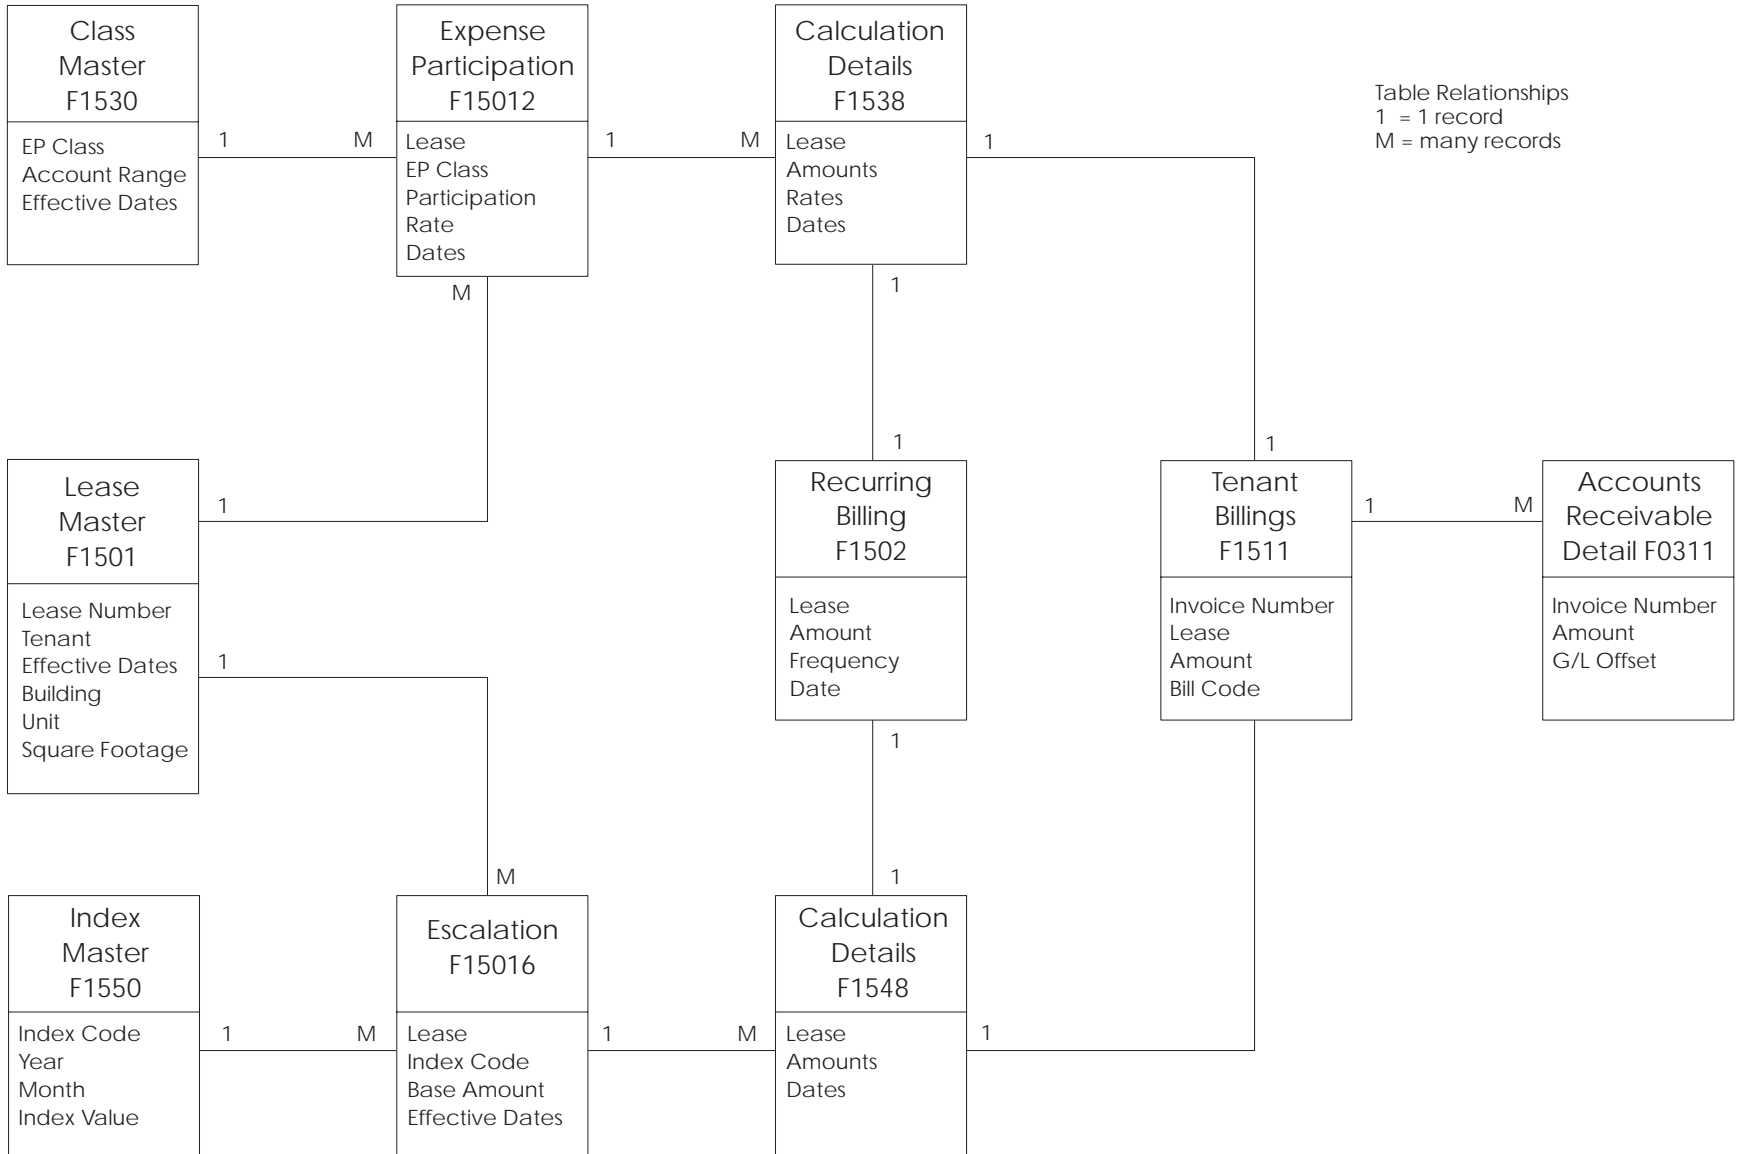 Class
Master
F1530
EP Class
Account Range
Effective Dates
1
M
Expense
Participation
F15012
Lease
EP Class
Participation
Rate
Dates
M
1
M
Calculation
Details
F1538
Lease
Amounts
Rates
Dates
1
1
Table Relationships
1 = 1 record
M = many records
Lease
Master
F1501
Lease Number
Tenant
Effective Dates
Building
Unit
Square Footage
1
1
1
Recurring
Billing
F1502
Lease
Amount
Frequency
Date
1
1
Tenant
Billings
F1511
Invoice Number
Lease
Amount
Bill Code
1
M
Accounts
Receivable
Detail F0311
Invoice Number
Amount
G/L Offset
Index
Master
F1550
Index Code
Year
Month
Index Value
1
M
M
Escalation
F15016
Lease
Index Code
Base Amount
Effective Dates
1
M
1
Calculation
Details
F1548
Lease
Amounts
Dates
1